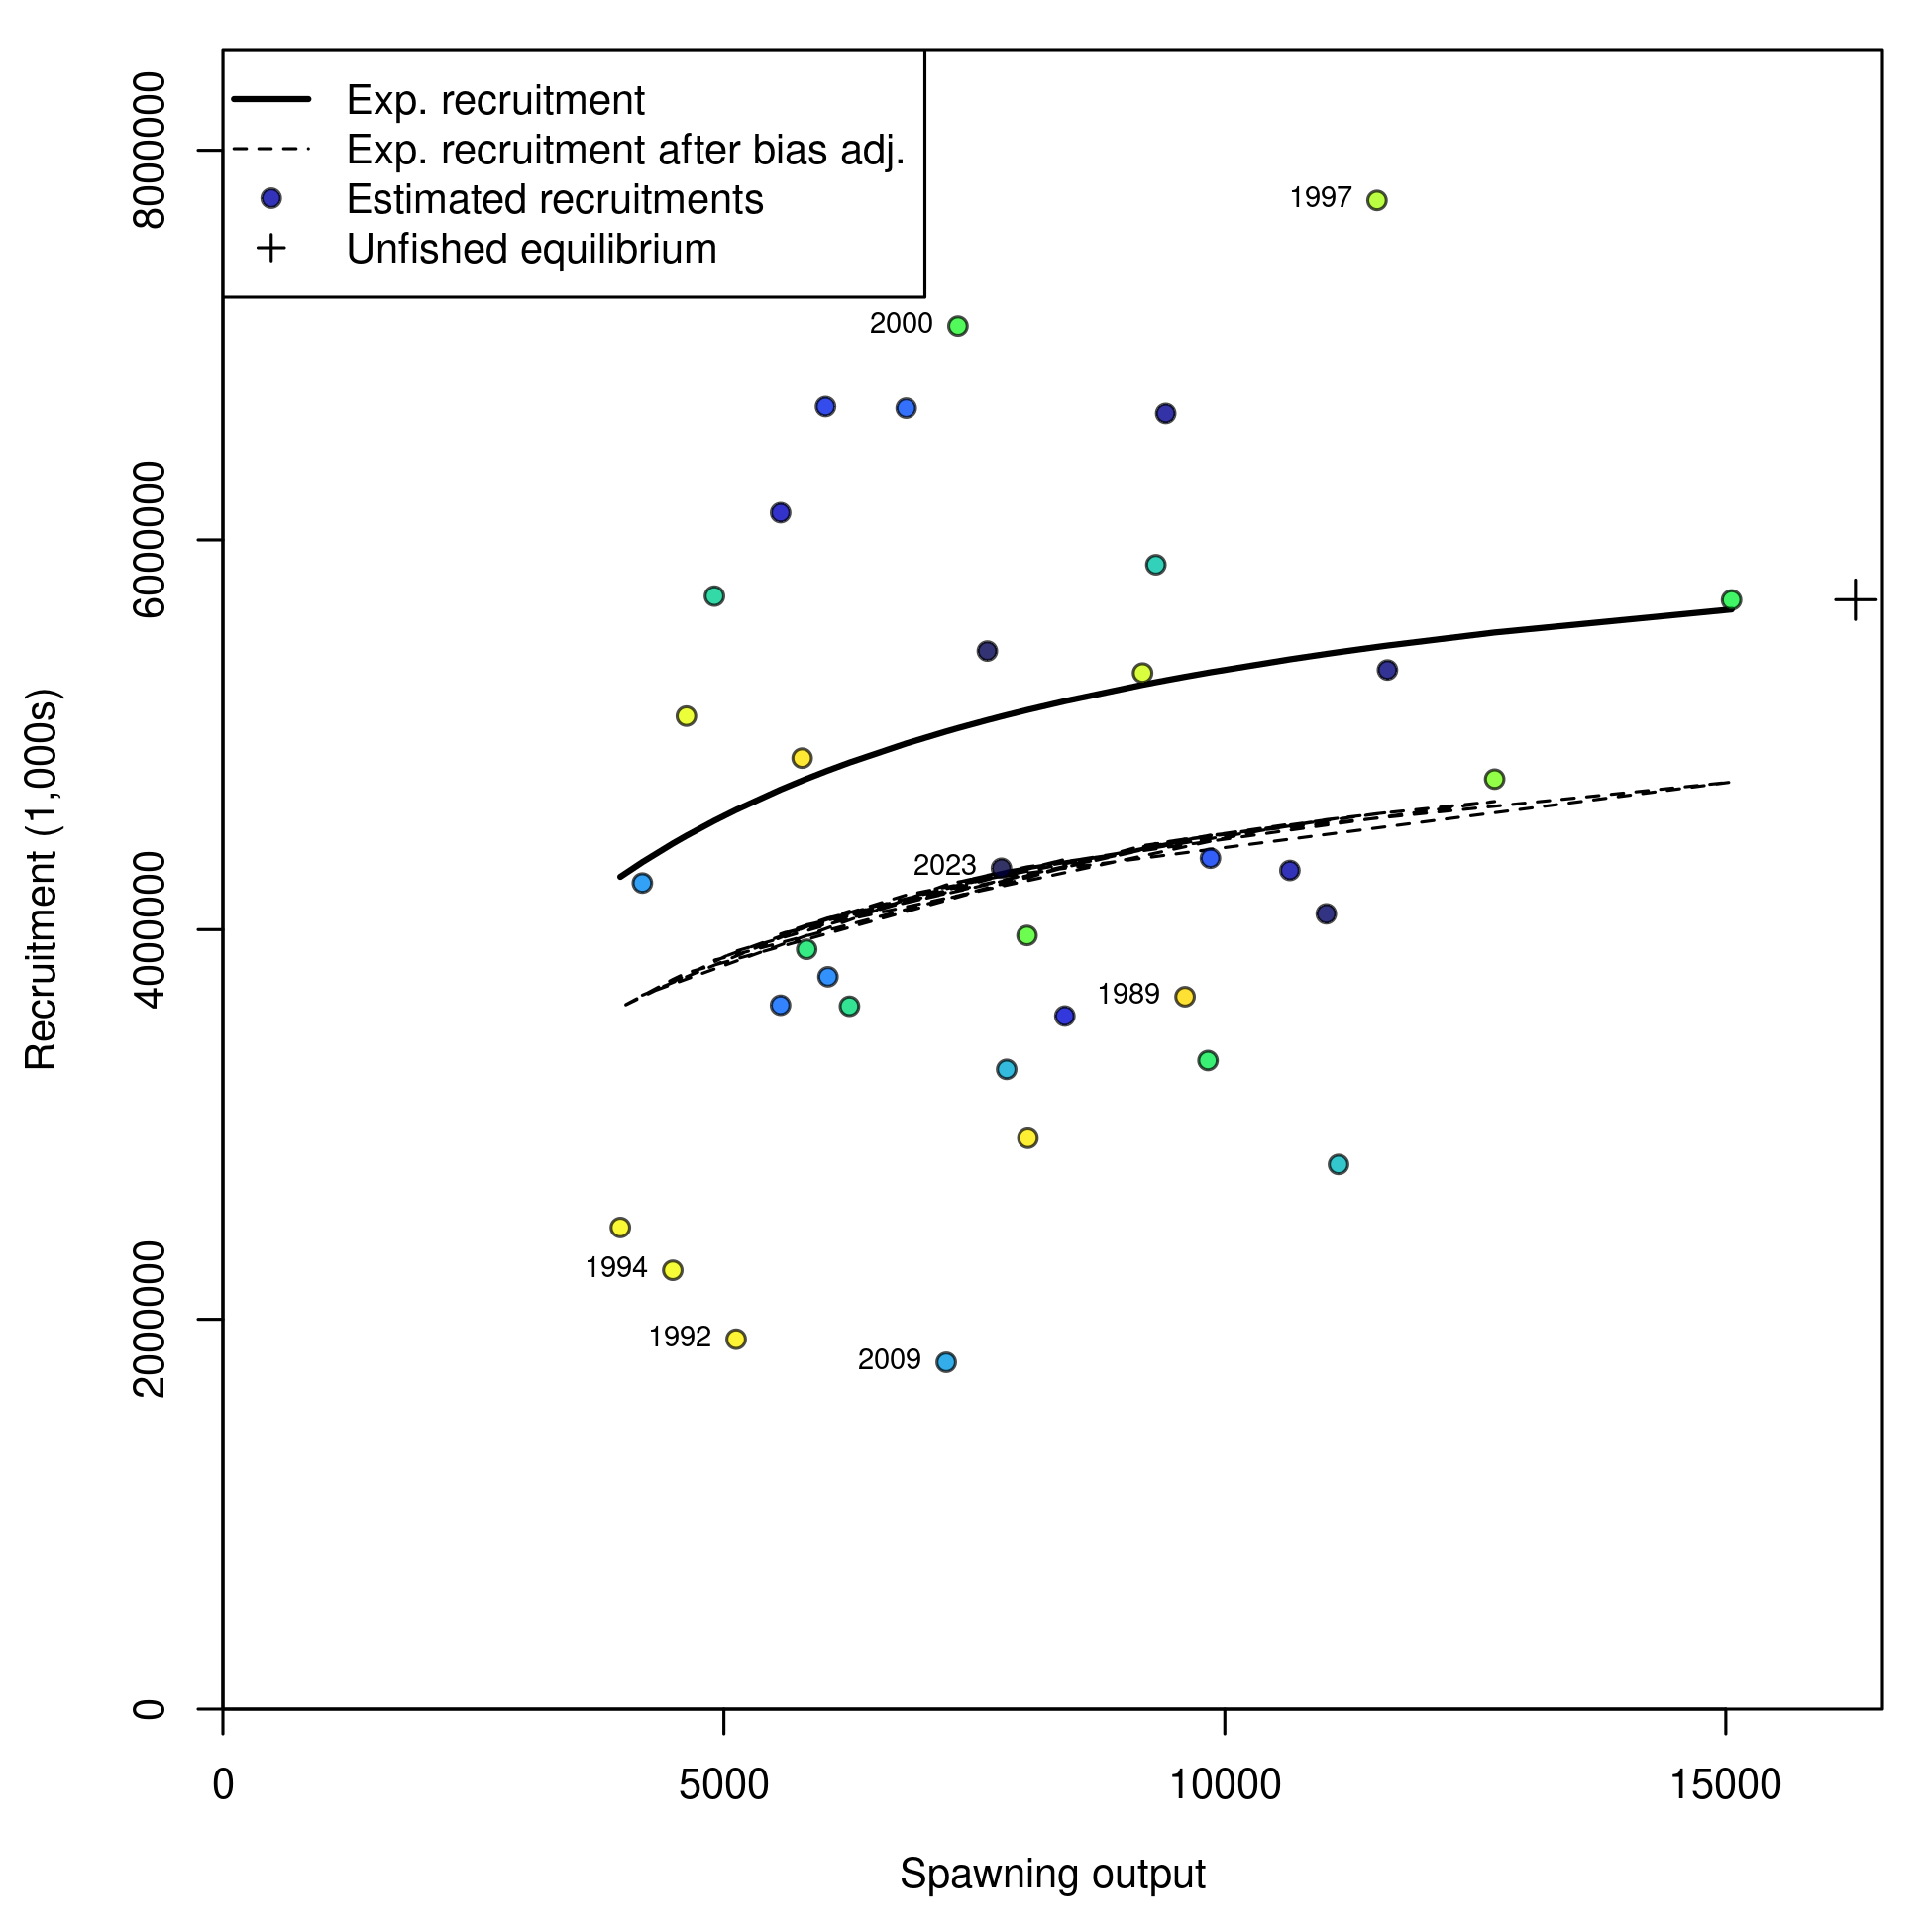 Exp. recruitment
Exp. recruitment after bias adj.
Estimated recruitments
Unfished equilibrium
1997
2000
2023
1989
1994
1992
2009
Recruitment (1,000s)
8000000
6000000
4000000
2000000
0
0 5000 10000 15000
Spawning output